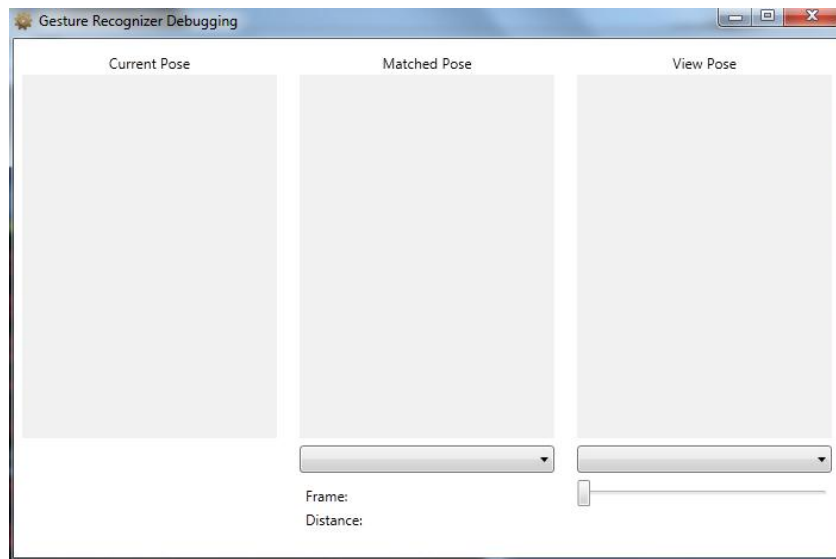 Gesture Recognizer Debugging
Current Pose
Matched Pose
View Pose
Frame:
Distance: